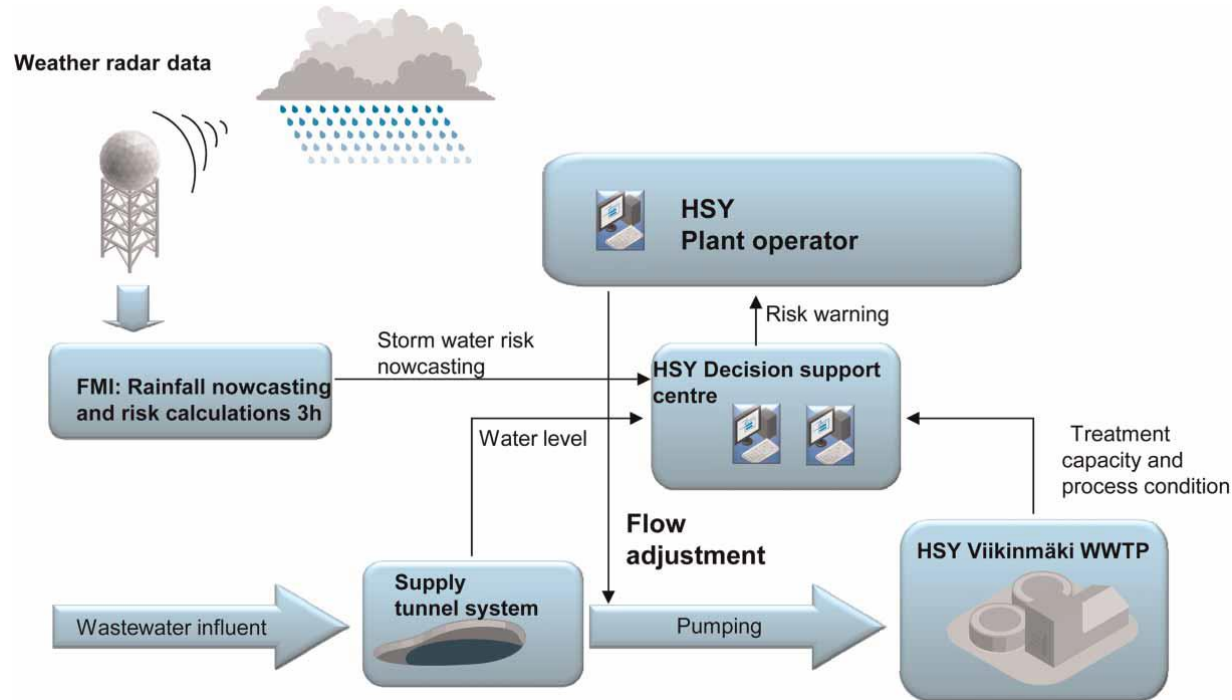 Weather radar data
HSY
Plant operator
Risk warning
Storm water risk
nowcasting
FMI: Rainfall nowcasting
and risk calculations 3h
HSY Decision support
centre
Water level
Treatment
capacity and
process condition
Flow
adjustment
HSY Viikinmäki WWTP
Supply
tunnel system
Wastewater influent
Pumping